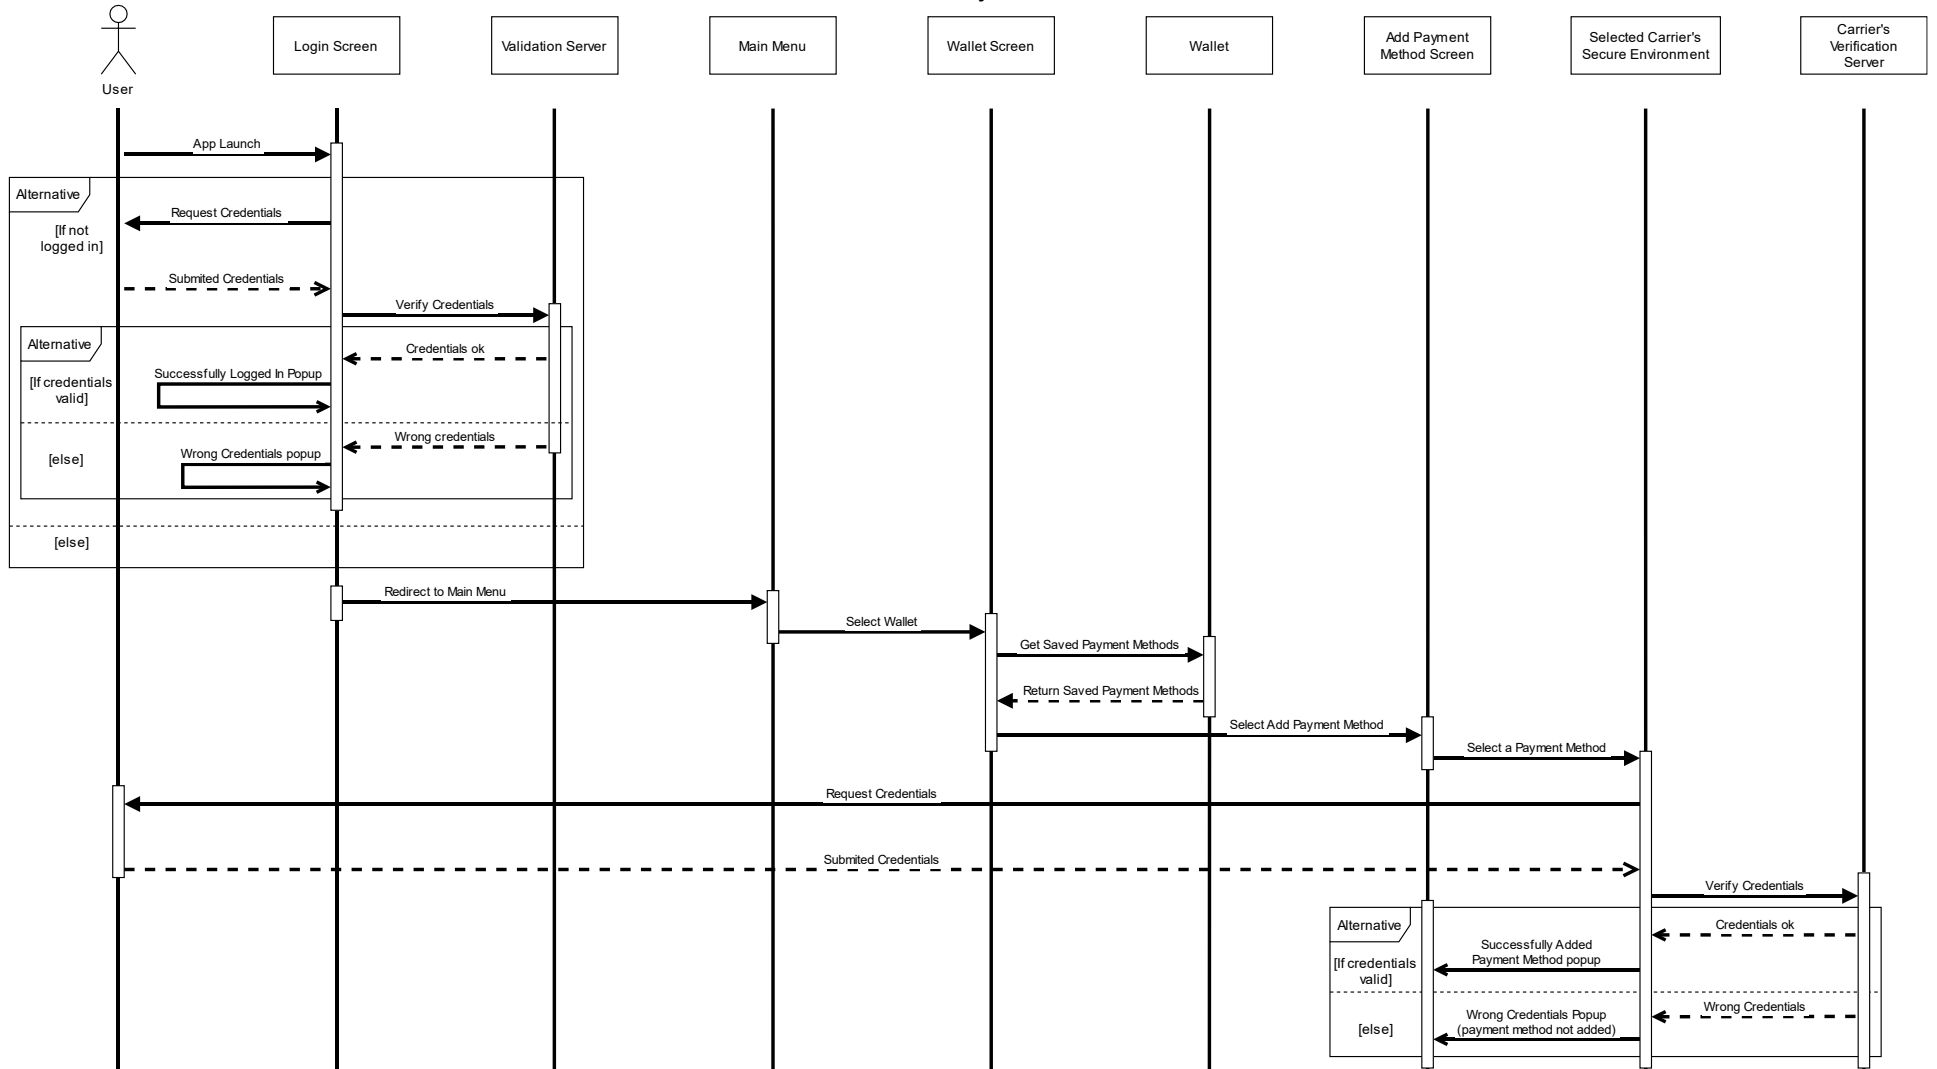 User
Login Screen
Validation Server
Main Menu
Wallet Screen
Wallet
Add Payment
Method Screen
Selected Carrier's
Secure Environment
Carrier's
Verification
Server
App Launch
Alternative
Request Credentials
[If not
logged in]
Submited Credentials
Verify Credentials
Alternative
Credentials ok
Successfully Logged In Popup
[If credentials
valid]
Wrong credentials
Wrong Credentials popup
[else]
[else]
Redirect to Main Menu
Select Wallet
Get Saved Payment Methods
Return Saved Payment Methods
Select Add Payment Method
Select a Payment Method
Request Credentials
Submited Credentials
Verify Credentials
Alternative
Credentials ok
Successfully Added
Payment Method popup
[If credentials
valid]
Wrong Credentials
Wrong Credentials Popup
(payment method not added)
[else]